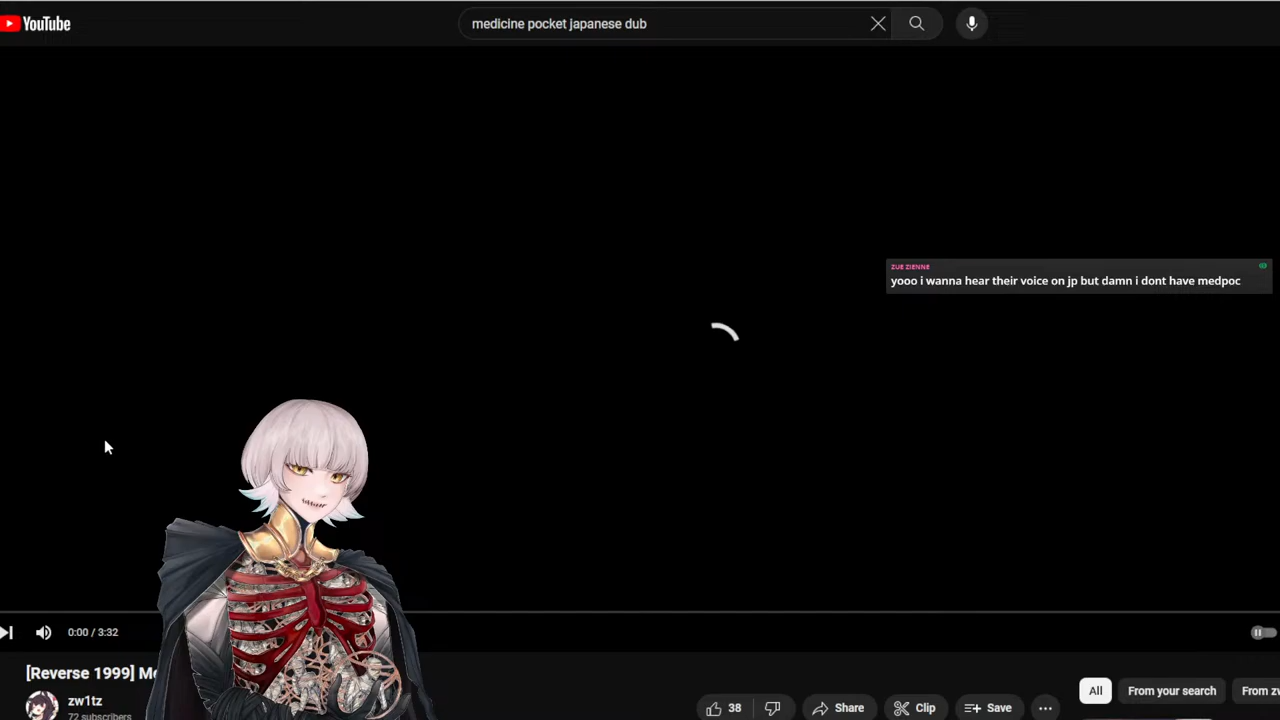 YouTube
medicine pocket japanese dub
ZUE ZIENNE
yooo i wanna hear their voice on jp but damn i dont have medpoc
0:00 / 3:32
[Reverse 1999] Me
zw1tz
72 subscribers
38
Share
Clip
Save
All
From your search
From zw